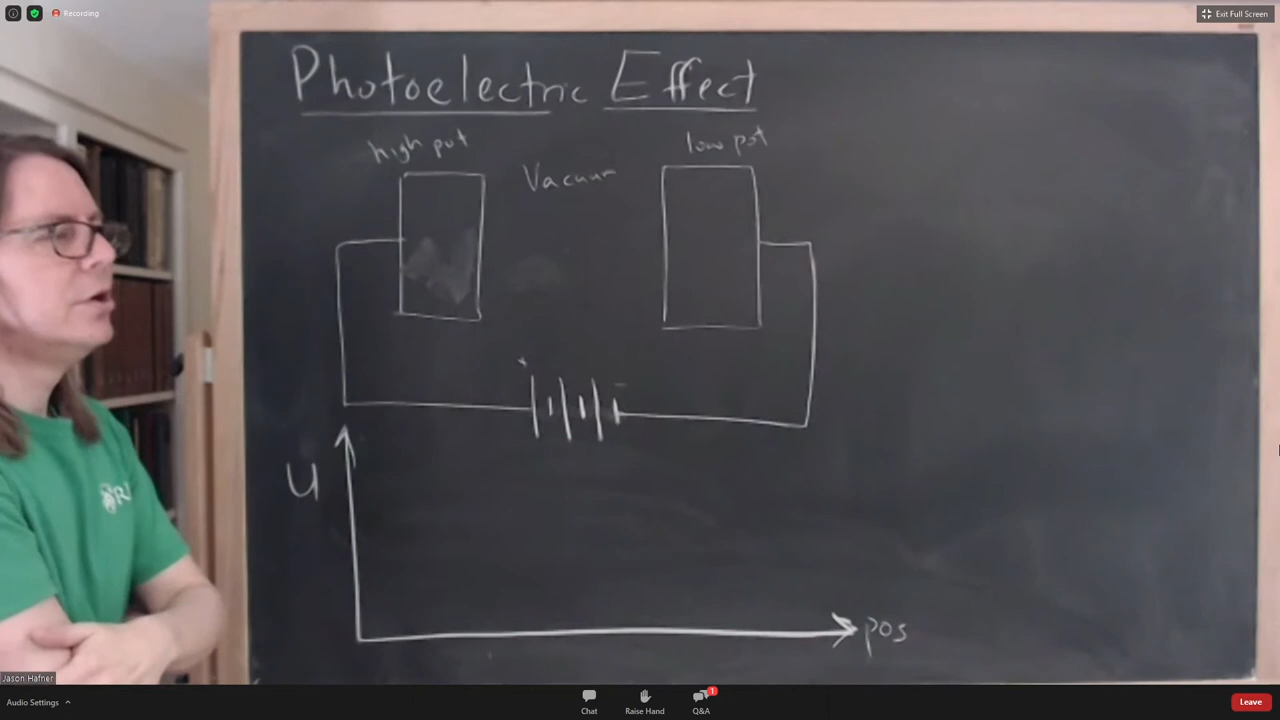 Recording
Exit Full Screen
Photoelectric Effect
high pot
low pot
Vacuum
+
−
U
pos
Jason Hafner
Audio Settings
Chat
Raise Hand
1
Q&A
Leave